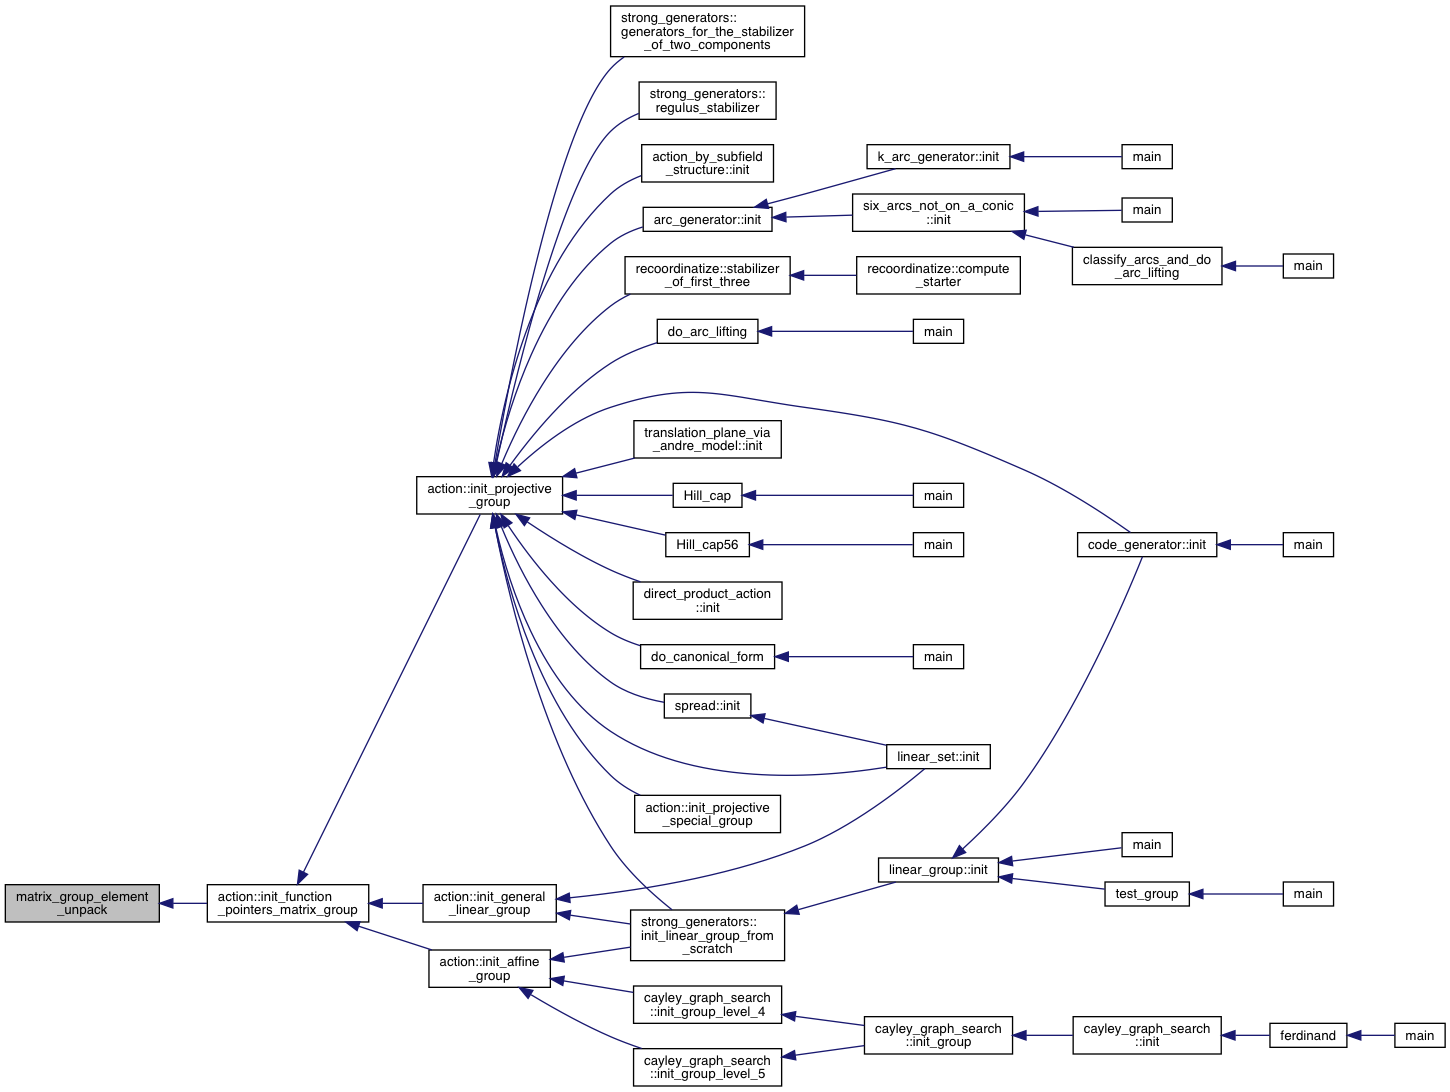 strong_generators::
generators_for_the_stabilizer
_of_two_components
strong_generators::
regulus_stabilizer
action_by_subfield
_structure::init
k_arc_generator::init
main
arc_generator::init
six_arcs_not_on_a_conic
::init
main
classify_arcs_and_do
_arc_lifting
main
recoordinatize::stabilizer
_of_first_three
recoordinatize::compute
_starter
do_arc_lifting
main
translation_plane_via
_andre_model::init
action::init_projective
_group
Hill_cap
main
Hill_cap56
main
code_generator::init
main
direct_product_action
::init
do_canonical_form
main
spread::init
linear_set::init
action::init_projective
_special_group
main
linear_group::init
test_group
main
matrix_group_element
_unpack
action::init_function
_pointers_matrix_group
action::init_general
_linear_group
strong_generators::
init_linear_group_from
_scratch
action::init_affine
_group
cayley_graph_search
::init_group_level_4
cayley_graph_search
::init_group
cayley_graph_search
::init
ferdinand
main
cayley_graph_search
::init_group_level_5